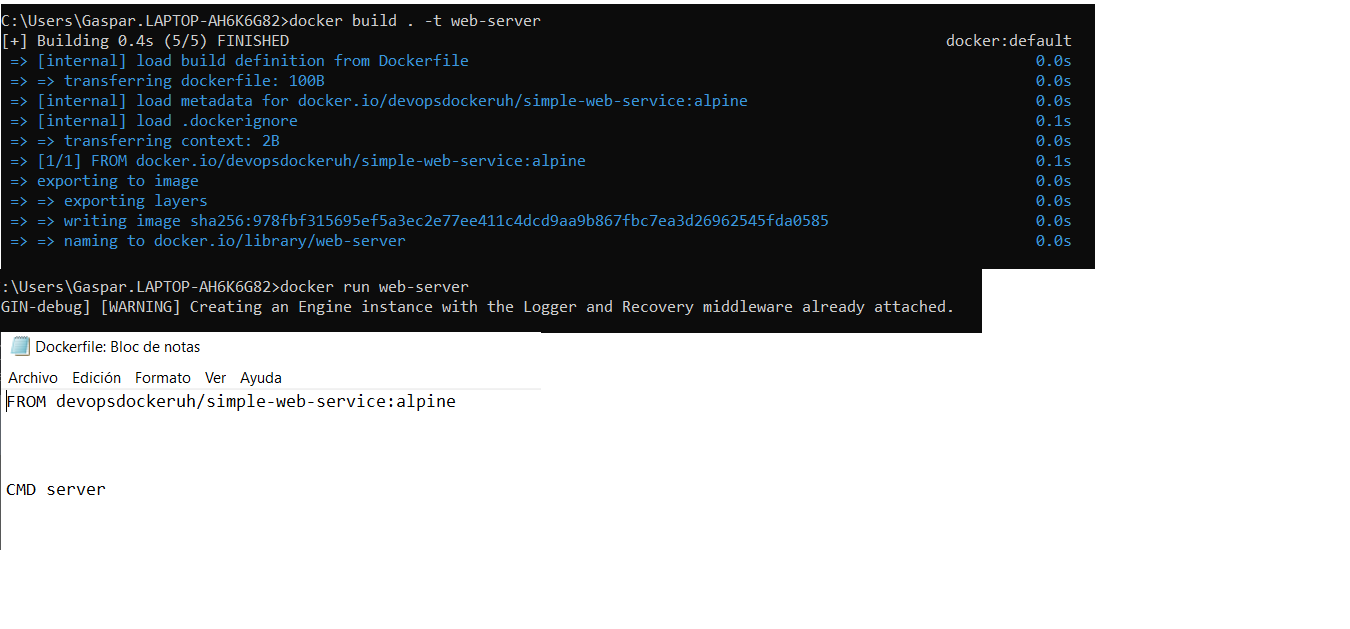 C:\Users\Gaspar.LAPTOP-AH6K6G82>docker build . -t web-server
[+] Building 0.4s (5/5) FINISHED docker:default
=> [internal] load build definition from Dockerfile 0.0s
=> => transferring dockerfile: 100B 0.0s
=> [internal] load metadata for docker.io/devopsdockeruh/simple-web-service:alpine 0.0s
=> [internal] load .dockerignore 0.1s
=> => transferring context: 2B 0.0s
=> [1/1] FROM docker.io/devopsdockeruh/simple-web-service:alpine 0.1s
=> exporting to image 0.0s
=> => exporting layers 0.0s
=> => writing image sha256:978fbf315695ef5a3ec2e77ee411c4dcd9aa9b867fbc7ea3d26962545fda0585 0.0s
=> => naming to docker.io/library/web-server 0.0s
:\Users\Gaspar.LAPTOP-AH6K6G82>docker run web-server
GIN-debug] [WARNING] Creating an Engine instance with the Logger and Recovery middleware already attached.
Dockerfile: Bloc de notas
Archivo Edición Formato Ver Ayuda
FROM devopsdockeruh/simple-web-service:alpine
CMD server